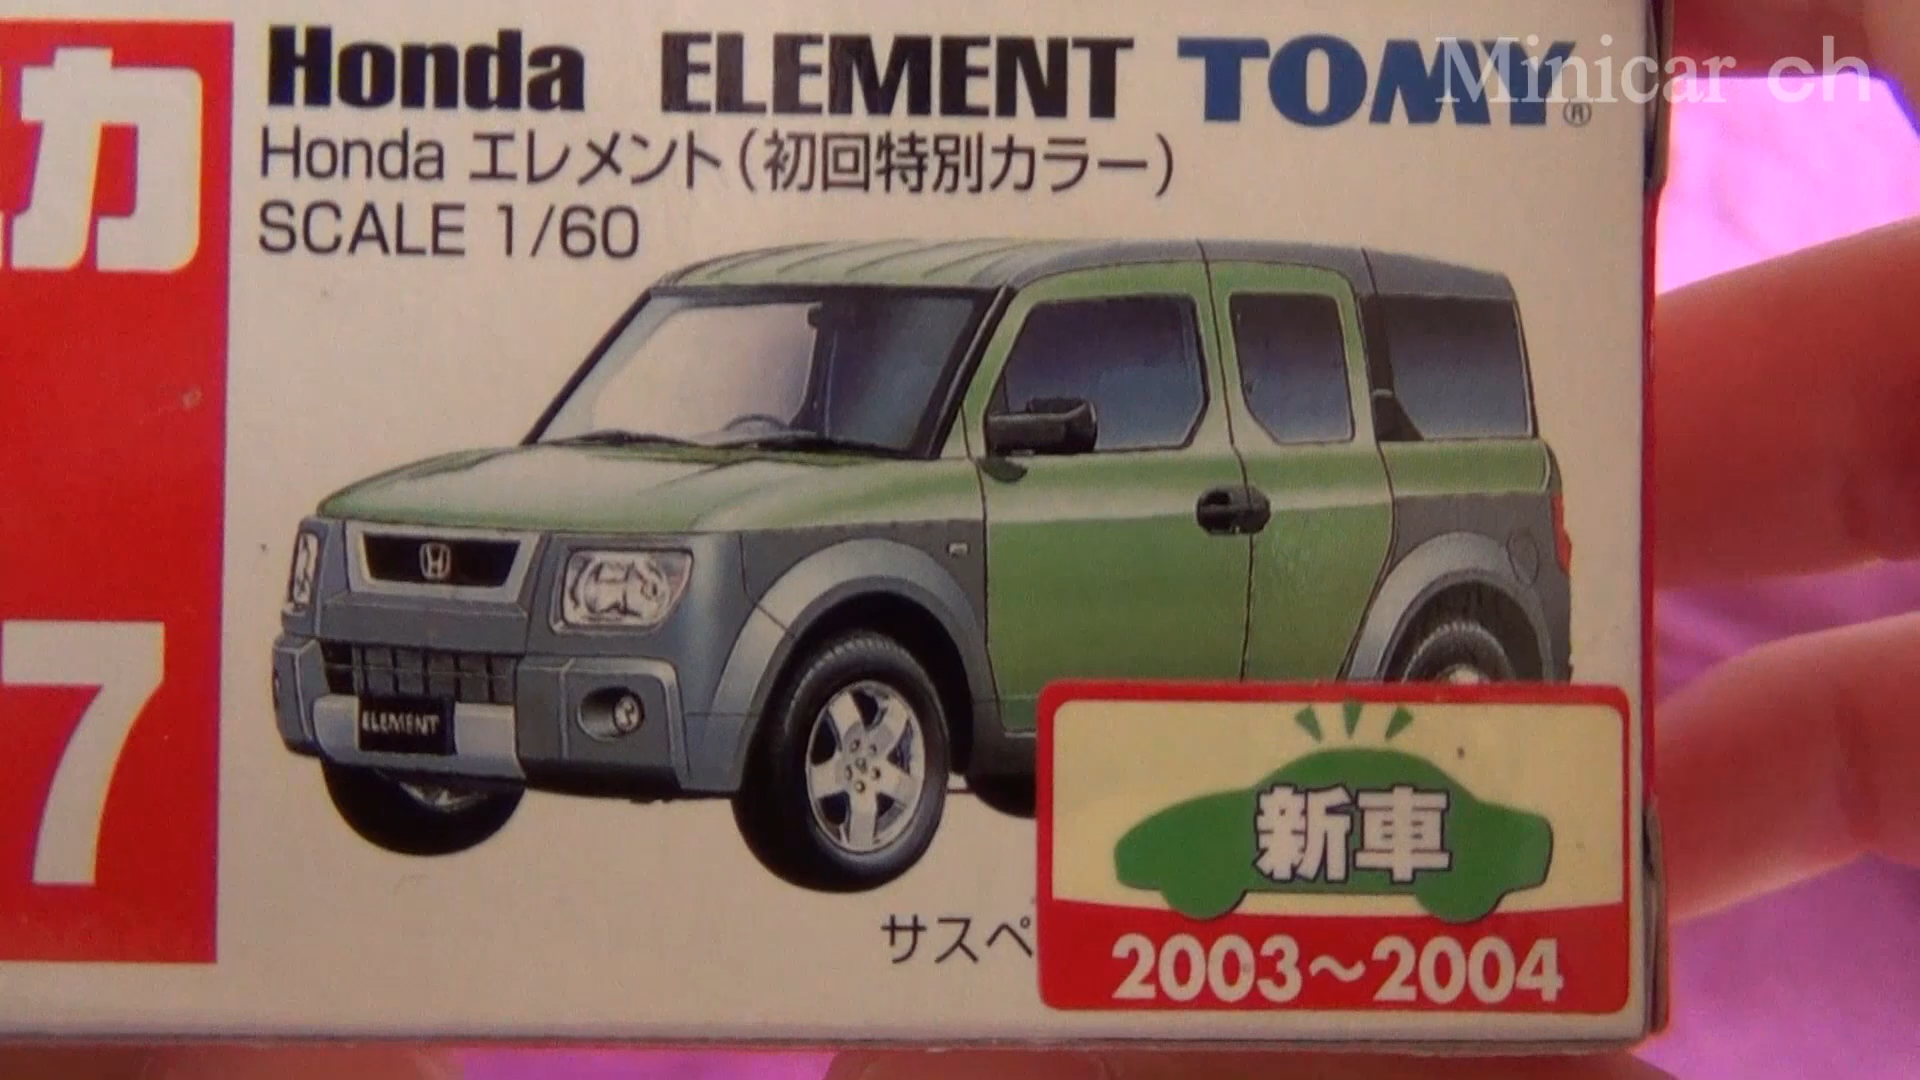 Minicar ch
カ
Honda ELEMENT TOMY®
Honda エレメント(初回特別カラー)
SCALE 1/60
ELEMENT
7
新車
サスペ
2003~2004